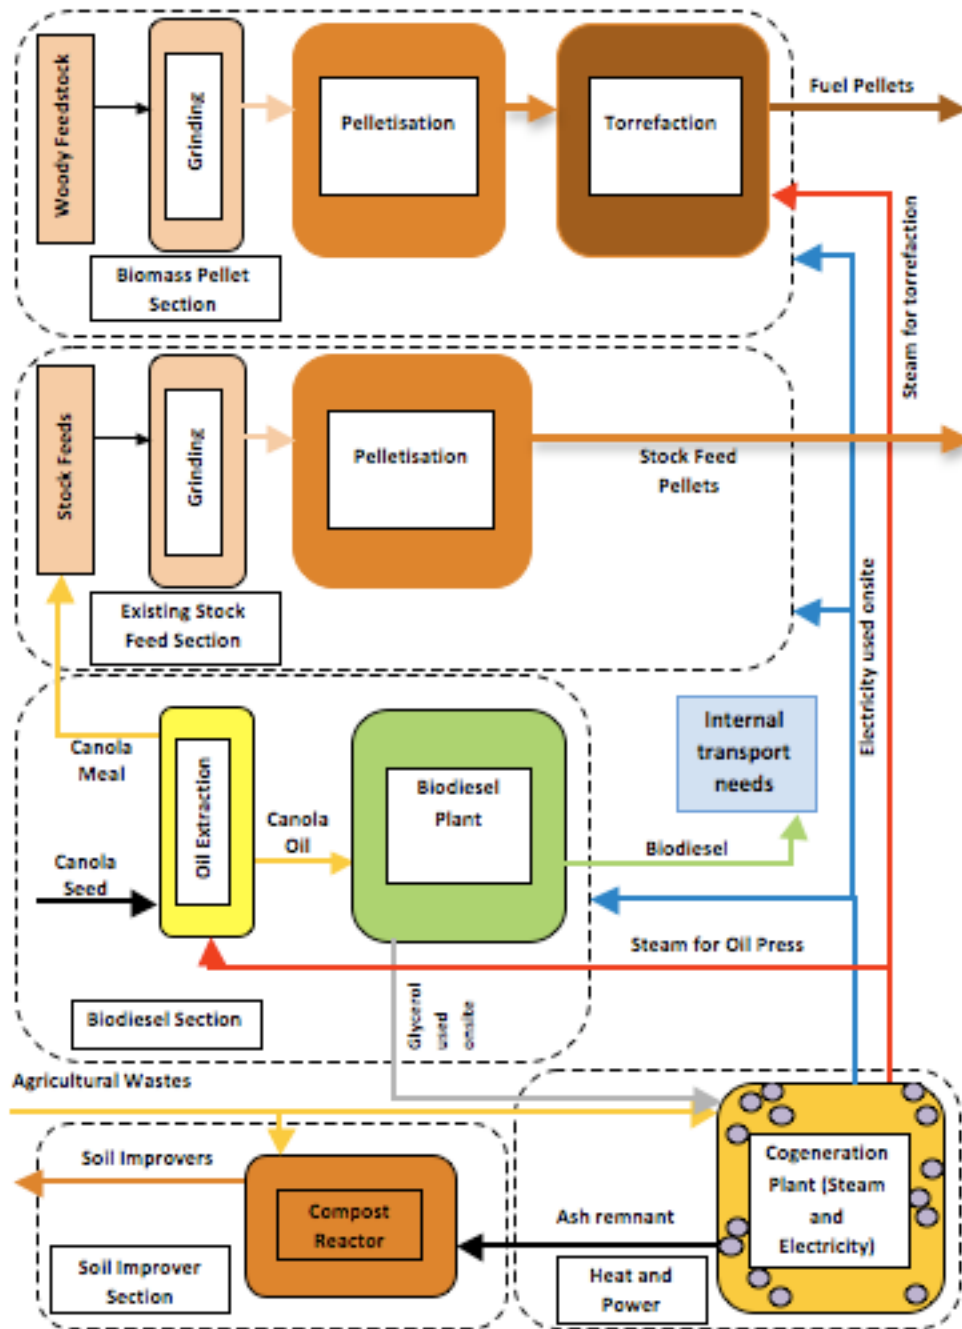 Woody Feedstock
Grinding
Pelletisation
Torrefaction
Fuel Pellets
Biomass Pellet
Section
Steam for torrefaction
Stock Feeds
Grinding
Pelletisation
Stock Feed
Pellets
Existing Stock
Feed Section
Electricity used onsite
Canola
Meal
Oil Extraction
Canola
Oil
Biodiesel
Plant
Internal
transport
needs
Biodiesel
Canola
Seed
Steam for Oil Press
Biodiesel Section
Glycerol
used
onsite
Agricultural Wastes
Soil Improvers
Compost
Reactor
Ash remnant
Cogeneration
Plant (Steam
and
Electricity)
Soil Improver
Section
Heat and
Power